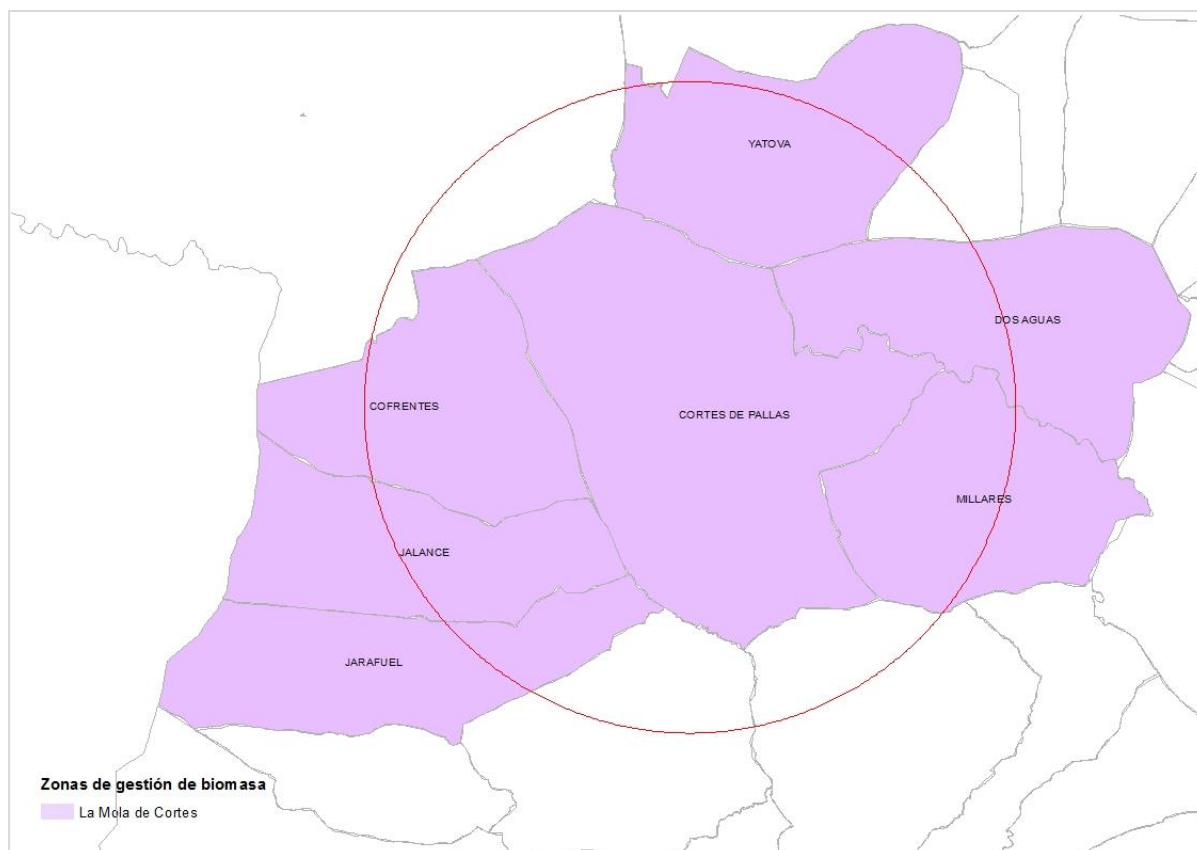 YATOVA
DOS AGUAS
COFRENTES
CORTES DE PALLAS
MILLARES
JALANCE
JARAFUEL
Zonas de gestión de biomasa
La Mola de Cortes